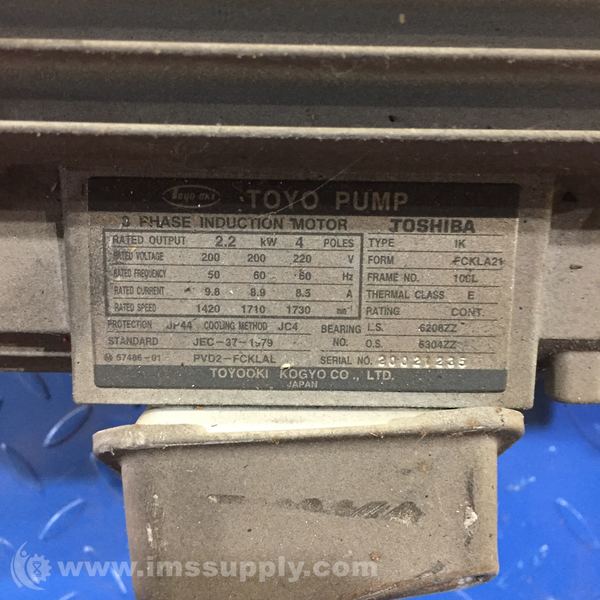 TOYO OKI TOYO PUMP
3 PHASE INDUCTION MOTOR TOSHIBA
RATED OUTPUT 2.2 kW 4 POLES TYPE IK
RATED VOLTAGE 200 200 220 V FORM FCKLA21
RATED FREQUENCY 50 60 60 Hz FRAME NO. 100L
RATED CURRENT 9.8 8.9 8.5 A THERMAL CLASS E
RATED SPEED 1420 1710 1730 min⁻¹ RATING CONT.
PROTECTION JP44 COOLING METHOD JC4 BEARING L.S. 6206ZZ
STANDARD JEC-37-1979 NO. O.S. 6304ZZ
M 57486-01 PVD2-FCKLAL SERIAL NO. 20021235
TOYOOKI KOGYO CO., LTD.
JAPAN
www.imssupply.com